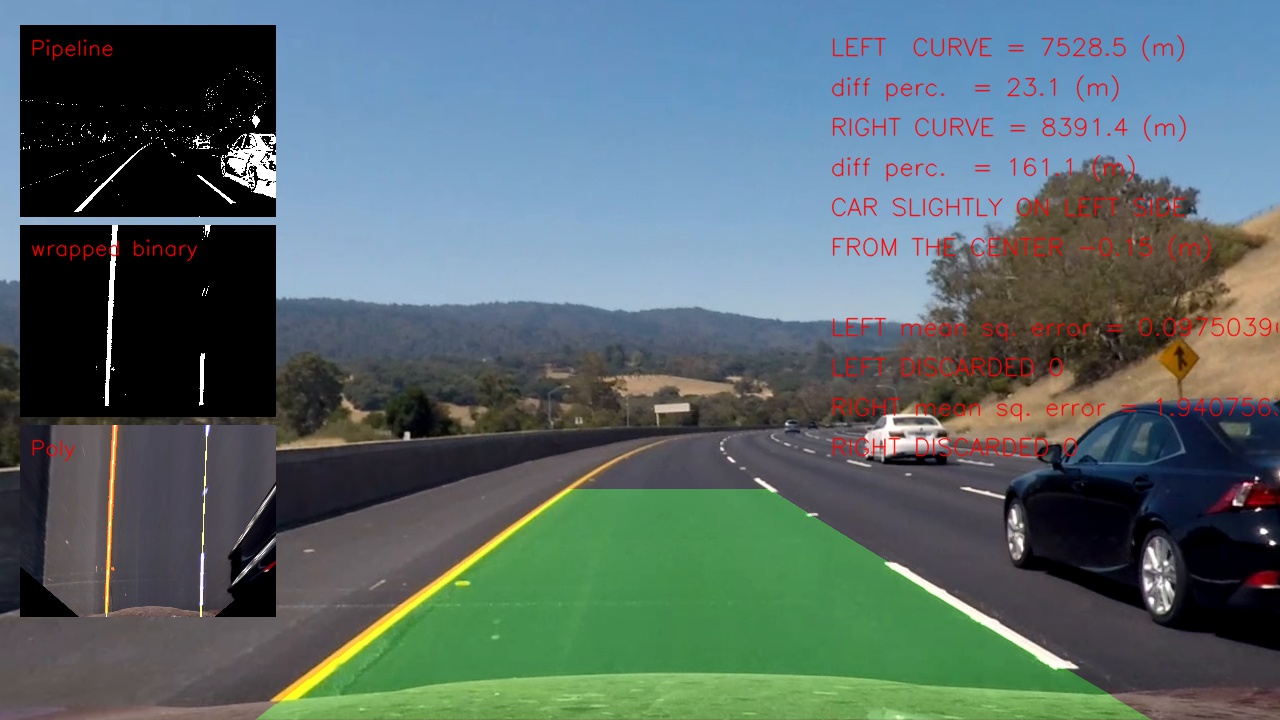 Pipeline
wrapped binary
Poly
LEFT CURVE = 7528.5 (m)
diff perc. = 23.1 (m)
RIGHT CURVE = 8391.4 (m)
diff perc. = 161.1 (m)
CAR SLIGHTLY ON LEFT SIDE
FROM THE CENTER -0.15 (m)
LEFT mean sq. error = 0.0975039
LEFT DISCARDED 0
RIGHT mean sq. error = 1.940756
RIGHT DISCARDED 0